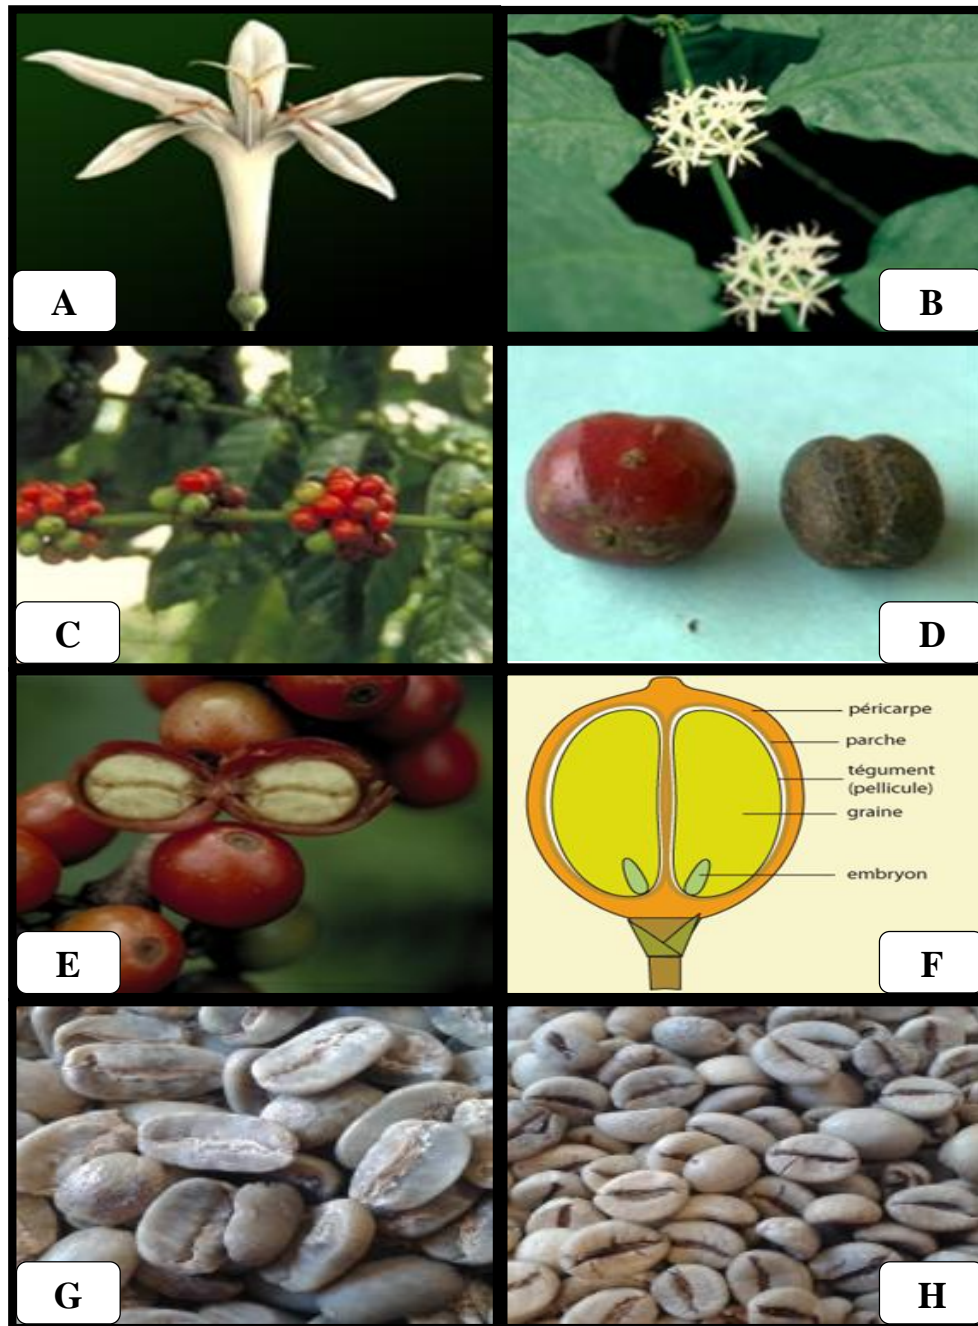 A
B
C
D
E
péricarpe
parche
tégument
(pellicule)
graine
embryon
F
G
H